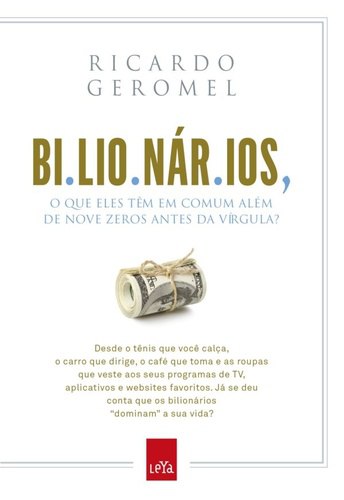 RICARDO
GEROMEL
BI.LIO.NÁR.IOS,
O QUE ELES TÊM EM COMUM ALÉM
DE NOVE ZEROS ANTES DA VÍRGULA?
Desde o tênis que você calça,
o carro que dirige, o café que toma e as roupas
que veste aos seus programas de TV,
aplicativos e websites favoritos. Já se deu
conta que os bilionários
“dominam” a sua vida?
LeYa